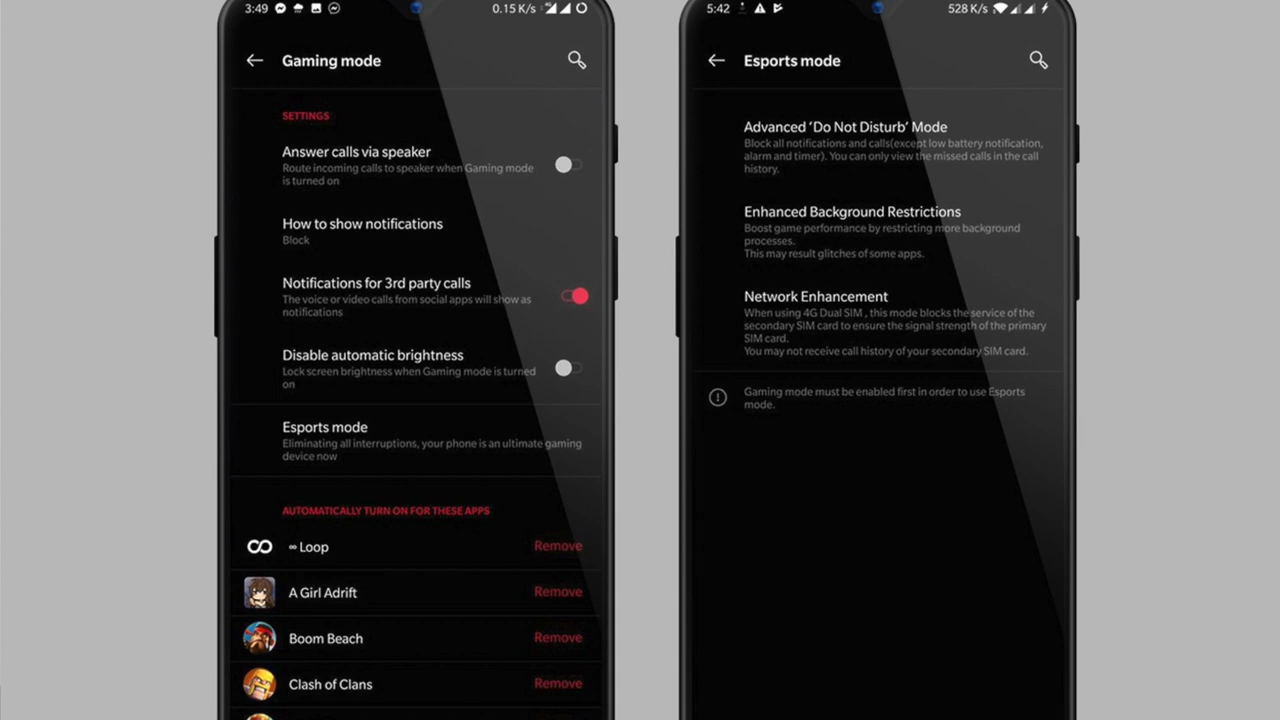 3:49
0.15 K/s
Gaming mode
SETTINGS
Answer calls via speaker
Route incoming calls to speaker when Gaming mode
is turned on
How to show notifications
Block
Notifications for 3rd party calls
The voice or video calls from social apps will show as
notifications
Disable automatic brightness
Lock screen brightness when Gaming mode is turned
on
Esports mode
Eliminating all interruptions, your phone is an ultimate gaming
device now
AUTOMATICALLY TURN ON FOR THESE APPS
∞ Loop
Remove
A Girl Adrift
Remove
Boom Beach
Remove
Clash of Clans
Remove
5:42
528 K/s
Esports mode
Advanced 'Do Not Disturb' Mode
Block all notifications and calls(except low battery notification,
alarm and timer). You can only view the missed calls in the call
history.
Enhanced Background Restrictions
Boost game performance by restricting more background
processes.
This may result glitches of some apps.
Network Enhancement
When using 4G Dual SIM , this mode blocks the service of the
secondary SIM card to ensure the signal strength of the primary
SIM card.
You may not receive call history of your secondary SIM card.
Gaming mode must be enabled first in order to use Esports
mode.